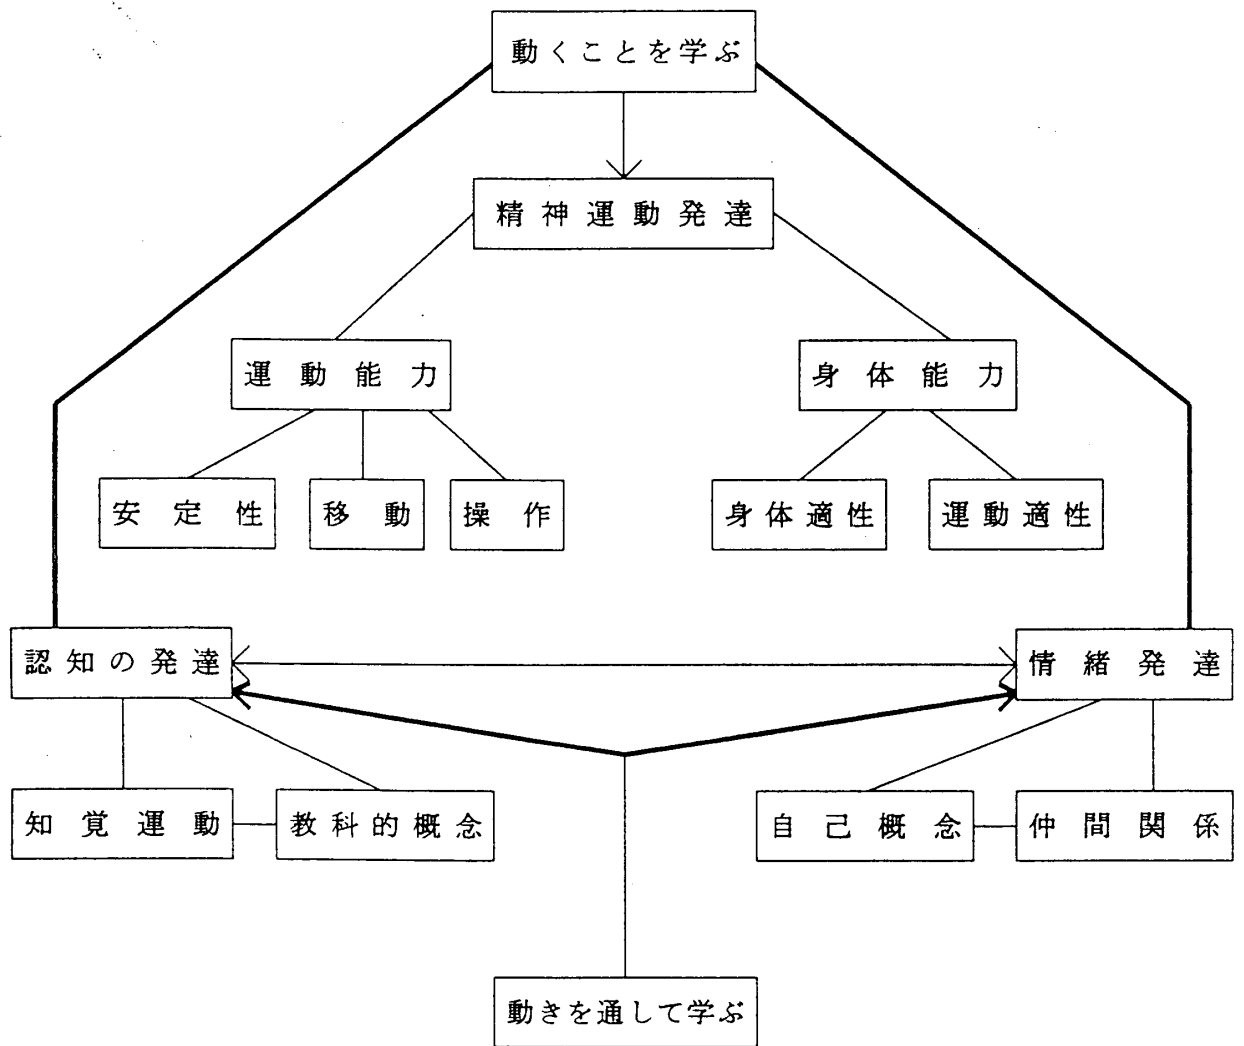 動くことを学ぶ
精神運動発達
運動能力
身体能力
安定性
移動
操作
身体適性
運動適性
認知の発達
情緒発達
知覚運動
教科的概念
自己概念
仲間関係
動きを通して学ぶ